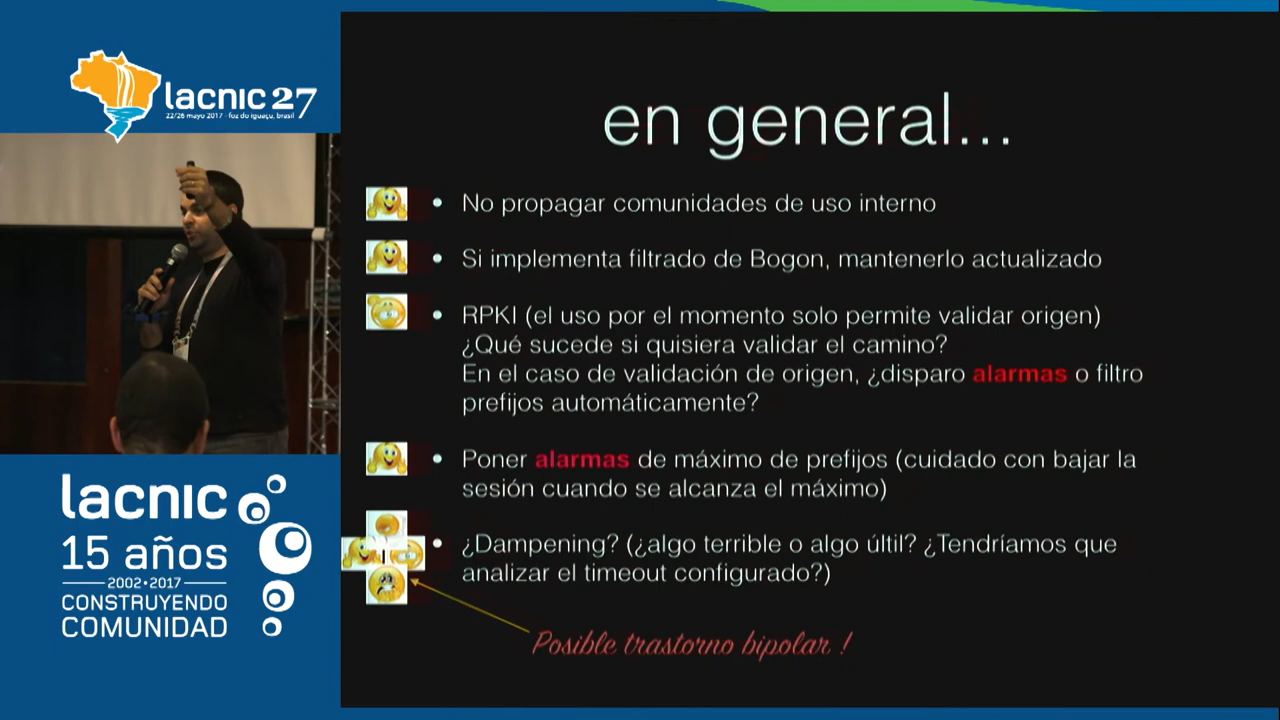 lacnic 27
22/26 mayo 2017 - foz do iguaçu, brasil
en general...
• No propagar comunidades de uso interno
• Si implementa filtrado de Bogon, mantenerlo actualizado
• RPKI (el uso por el momento solo permite validar origen)
¿Qué sucede si quisiera validar el camino?
En el caso de validación de origen, ¿disparo alarmas o filtro
prefijos automáticamente?
• Poner alarmas de máximo de prefijos (cuidado con bajar la
sesión cuando se alcanza el máximo)
• ¿Dampening? (¿algo terrible o algo últil? ¿Tendríamos que
analizar el timeout configurado?)
Posible trastorno bipolar !
lacnic
15 años
2002•2017
CONSTRUYENDO
COMUNIDAD